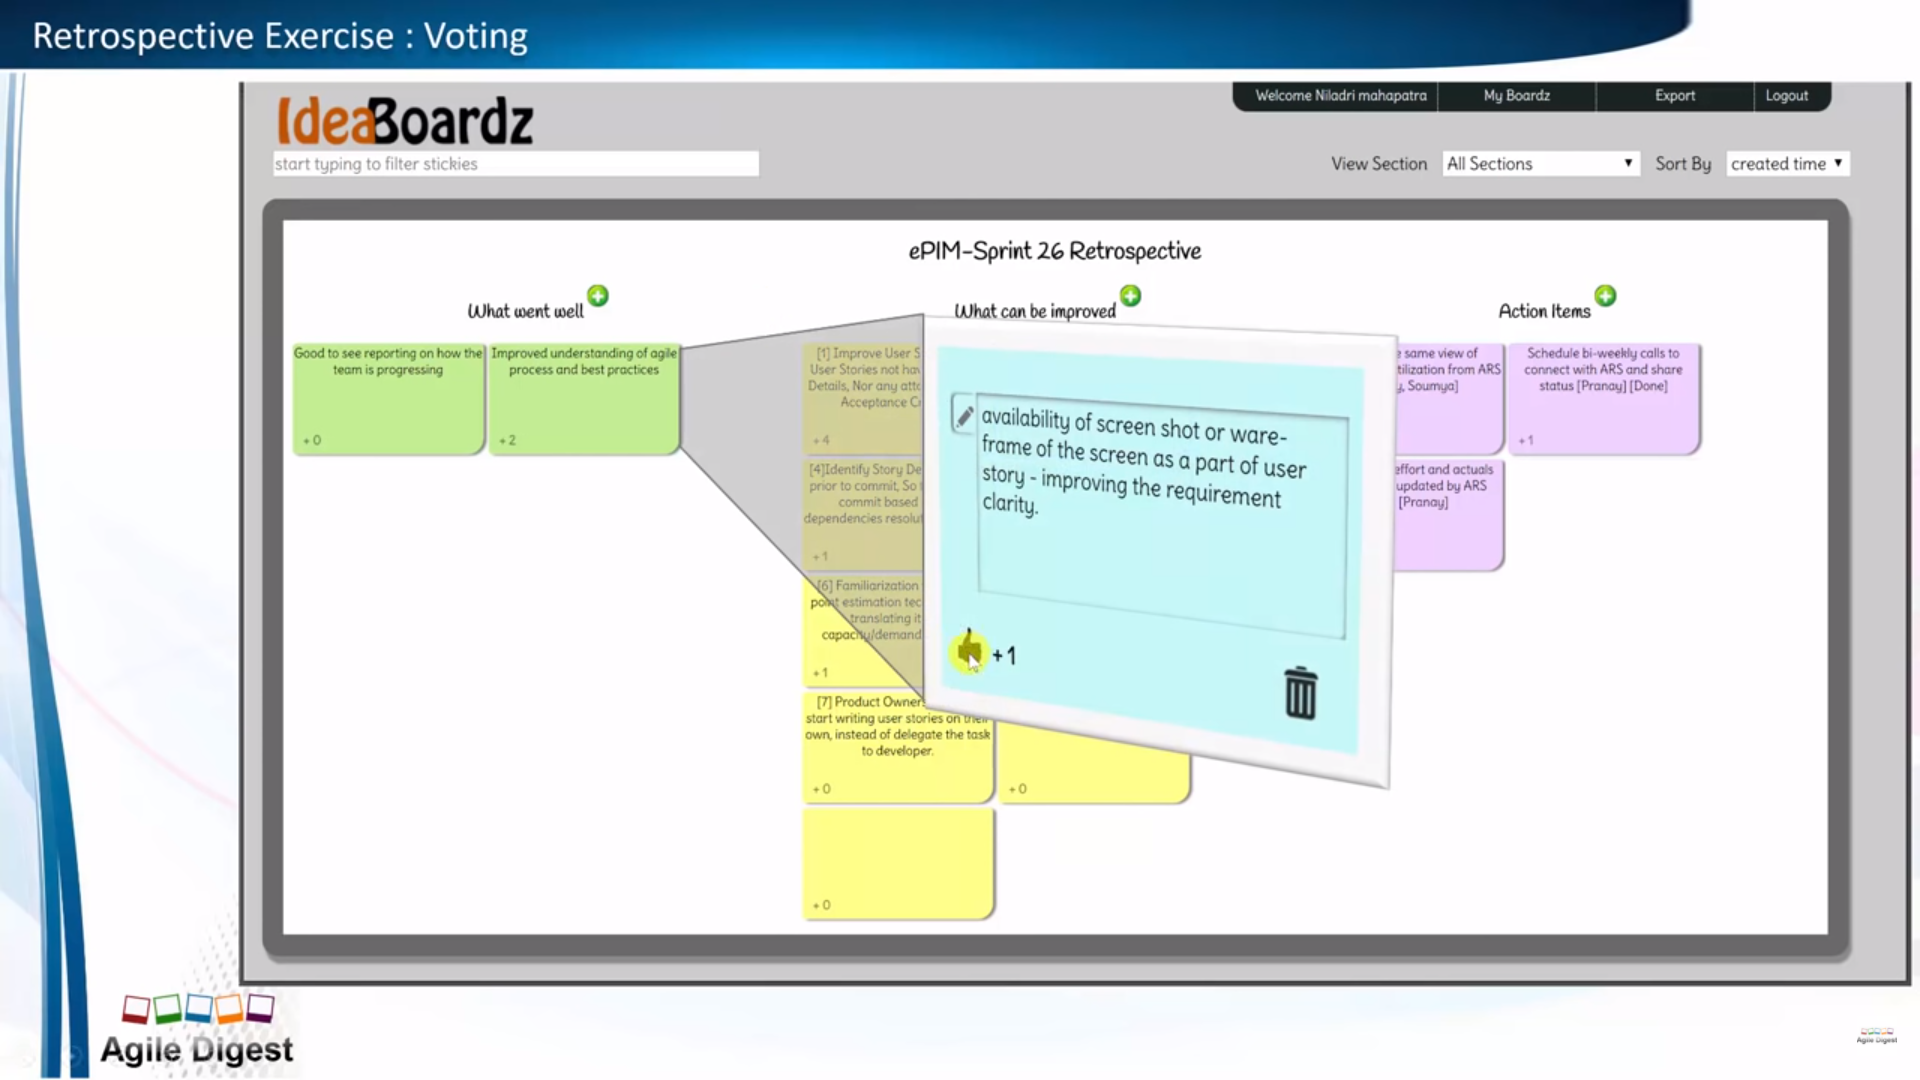 Retrospective Exercise : Voting
Welcome Niladri mahapatra
My Boardz
Export
Logout
IdeaBoardz
start typing to filter stickies
View Section
All Sections
Sort By
created time
ePIM-Sprint 26 Retrospective
What went well
What can be improved
Action Items
Good to see reporting on how the
team is progressing
+0
Improved understanding of agile
process and best practices
+2
[1] Improve User S
User Stories not hav
Details, Nor any atta
Acceptance Cr
+4
[4]Identify Story De
prior to commit, So
commit based
dependencies resolut
+1
[6] Familiarization
point estimation tec
translating it
capacity/demand
+1
[7] Product Owner
start writing user stories on their
own, instead of delegate the task
to developer.
+0
+0
+0
availability of screen shot or ware-
frame of the screen as a part of user
story - improving the requirement
clarity.
+1
same view of
tilization from ARS
, Soumya]
Schedule bi-weekly calls to
connect with ARS and share
status [Pranay] [Done]
+1
effort and actuals
updated by ARS
[Pranay]
Agile Digest
Agile Digest